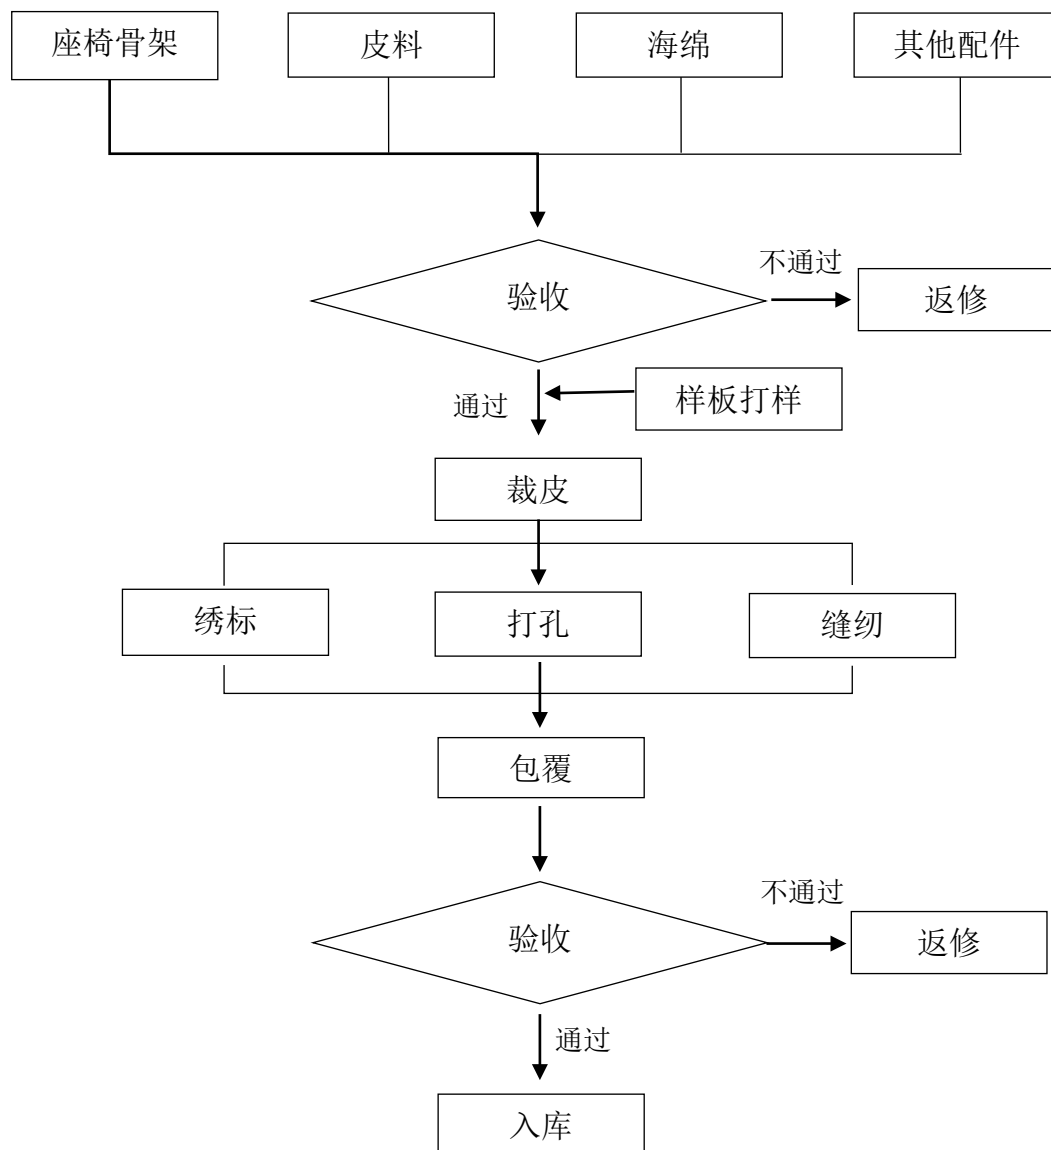 座椅骨架
皮料
海绵
其他配件
验收
不通过
返修
通过
样板打样
裁皮
绣标
打孔
缝纫
包覆
验收
不通过
返修
通过
入库